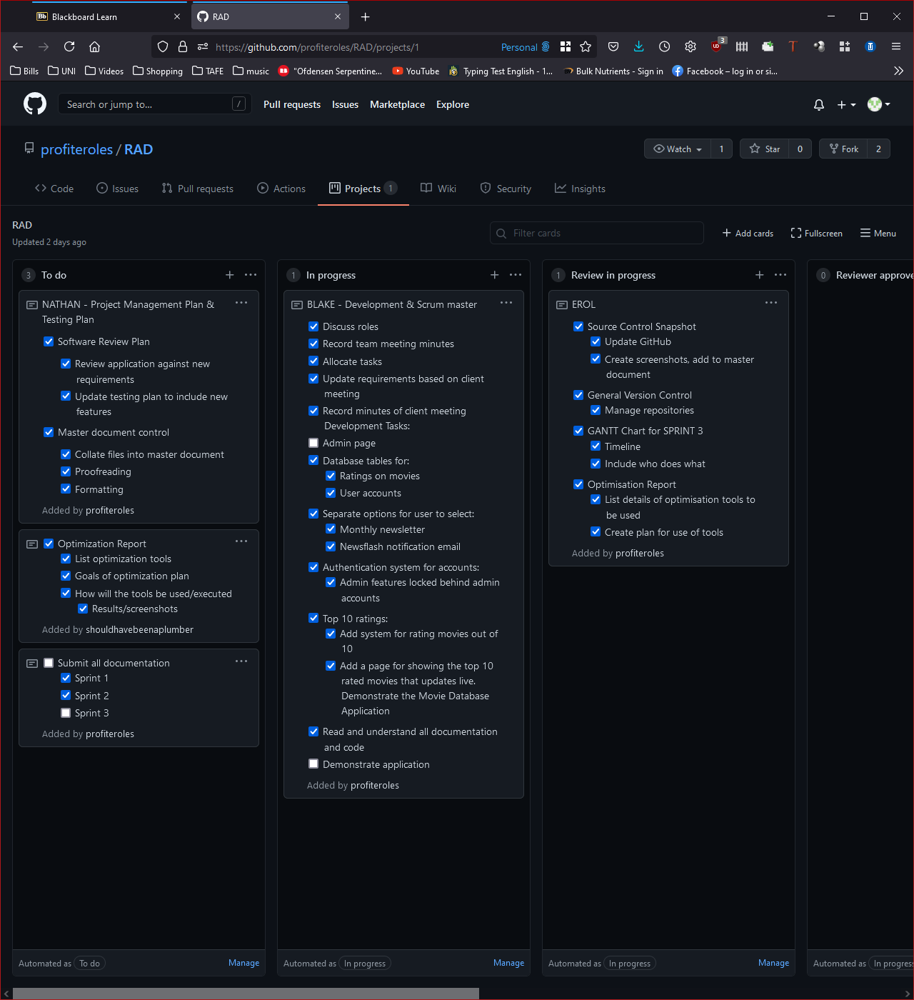 Blackboard Learn
RAD
https://github.com/profiteroles/RAD/projects/1
Personal
3
Bills
UNI
Videos
Shopping
TAFE
music
"Ofdensen Serpentine...
YouTube
Typing Test English - 1...
Bulk Nutrients - Sign in
Facebook – log in or si...
Search or jump to...
/
Pull requests
Issues
Marketplace
Explore
profiteroles / RAD
Watch 1
Star 0
Fork 2
Code
Issues
Pull requests
Actions
Projects 1
Wiki
Security
Insights
RAD
Updated 2 days ago
Filter cards
Add cards
Fullscreen
Menu
3 To do
NATHAN - Project Management Plan &
Testing Plan
Software Review Plan
Review application against new
requirements
Update testing plan to include new
features
Master document control
Collate files into master document
Proofreading
Formatting
Added by profiteroles
Optimization Report
List optimization tools
Goals of optimization plan
How will the tools be used/executed
Results/screenshots
Added by shouldhavebeenaplumber
Submit all documentation
Sprint 1
Sprint 2
Sprint 3
Added by profiteroles
Automated as To do
Manage
1 In progress
BLAKE - Development & Scrum master
Discuss roles
Record team meeting minutes
Allocate tasks
Update requirements based on client
meeting
Record minutes of client meeting
Development Tasks:
Admin page
Database tables for:
Ratings on movies
User accounts
Separate options for user to select:
Monthly newsletter
Newsflash notification email
Authentication system for accounts:
Admin features locked behind admin
accounts
Top 10 ratings:
Add system for rating movies out of
10
Add a page for showing the top 10
rated movies that updates live.
Demonstrate the Movie Database
Application
Read and understand all documentation
and code
Demonstrate application
Added by profiteroles
Automated as In progress
Manage
1 Review in progress
EROL
Source Control Snapshot
Update GitHub
Create screenshots, add to master
document
General Version Control
Manage repositories
GANTT Chart for SPRINT 3
Timeline
Include who does what
Optimisation Report
List details of optimisation tools to
be used
Create plan for use of tools
Added by profiteroles
Automated as In progress
Manage
0 Reviewer approve
Automated as In progress